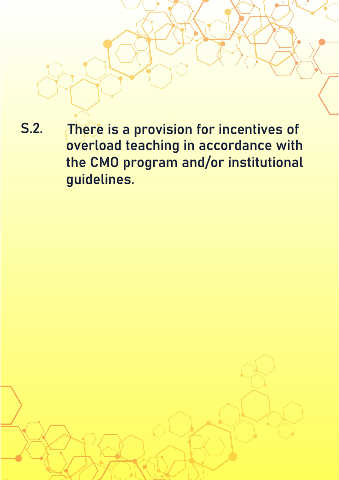 S.2. There is a provision for incentives of
overload teaching in accordance with
the CMO program and/or institutional
guidelines.